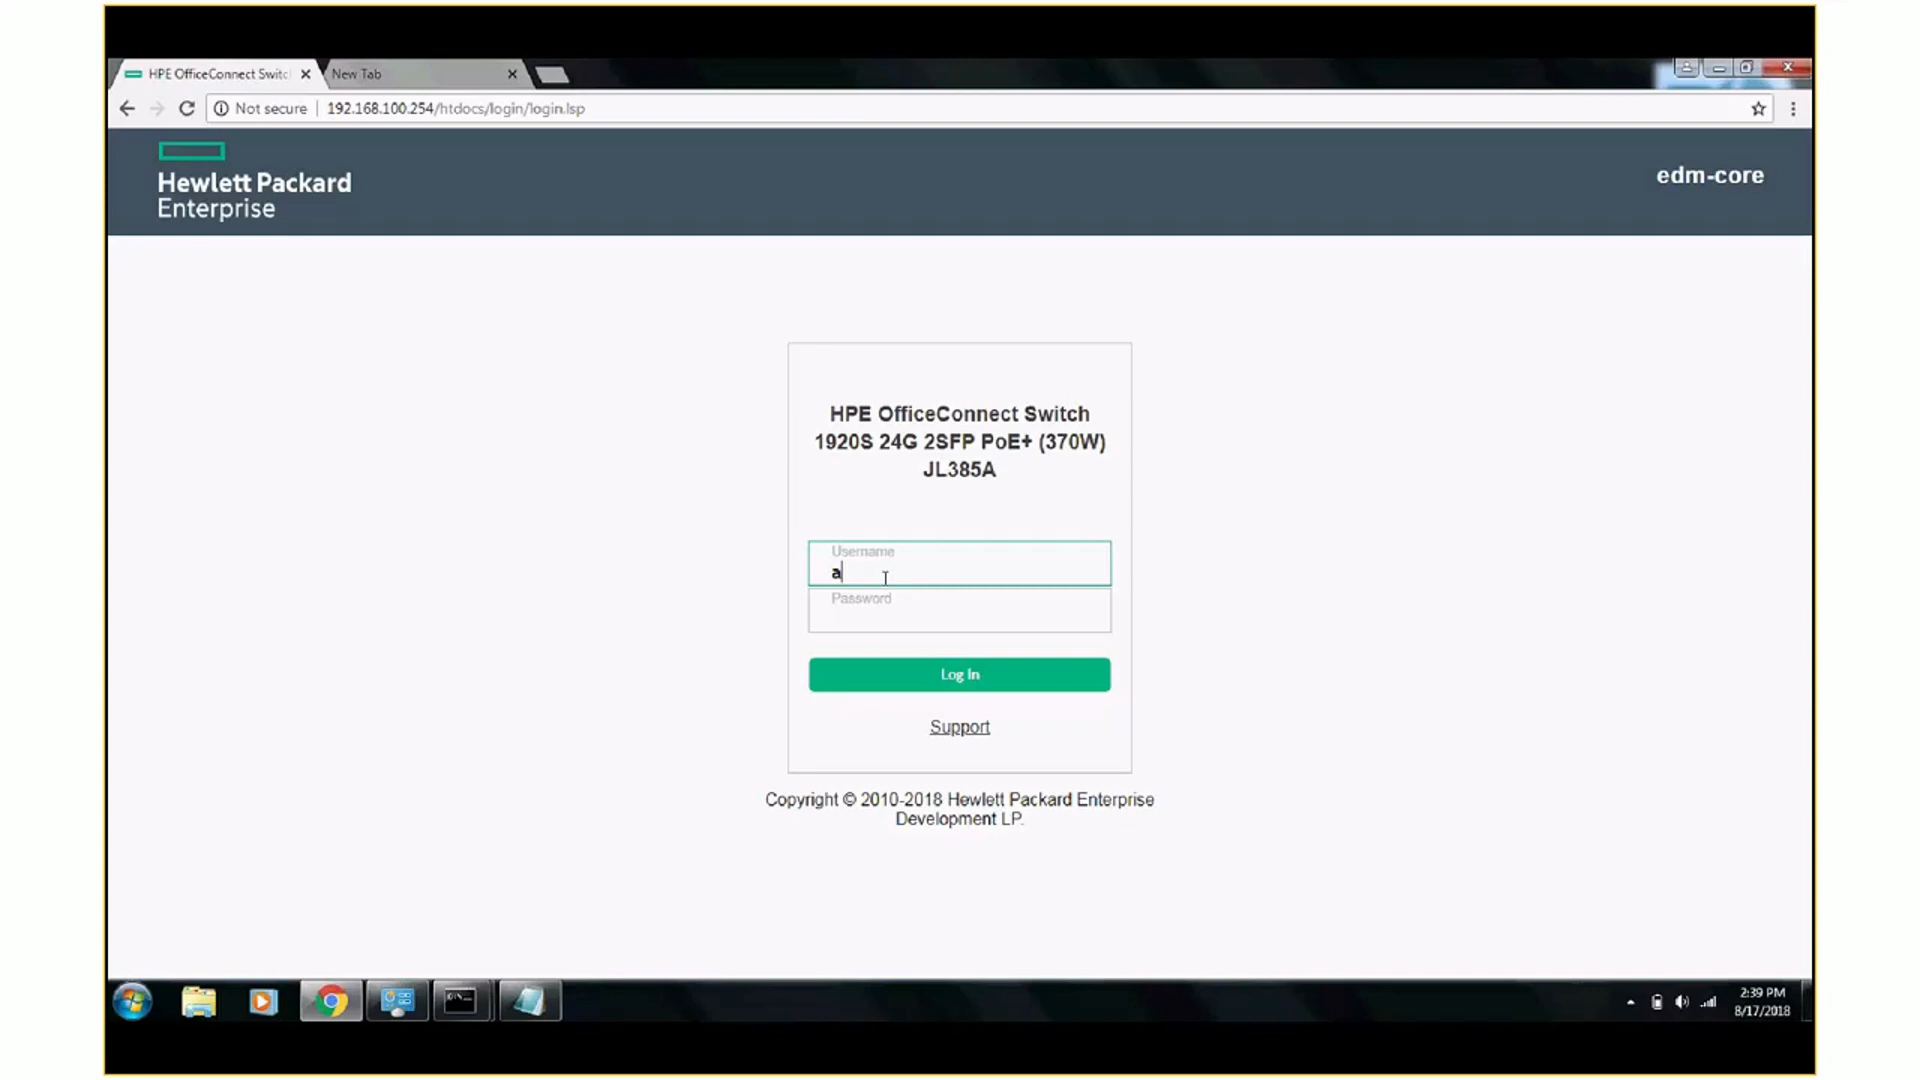 HPE OfficeConnect Switc
New Tab
Not secure
192.168.100.254/htdocs/login/login.lsp
Hewlett Packard
Enterprise
edm-core
HPE OfficeConnect Switch
1920S 24G 2SFP PoE+ (370W)
JL385A
Username
a
Password
Log In
Support
Copyright © 2010-2018 Hewlett Packard Enterprise
Development LP.
2:39 PM
8/17/2018